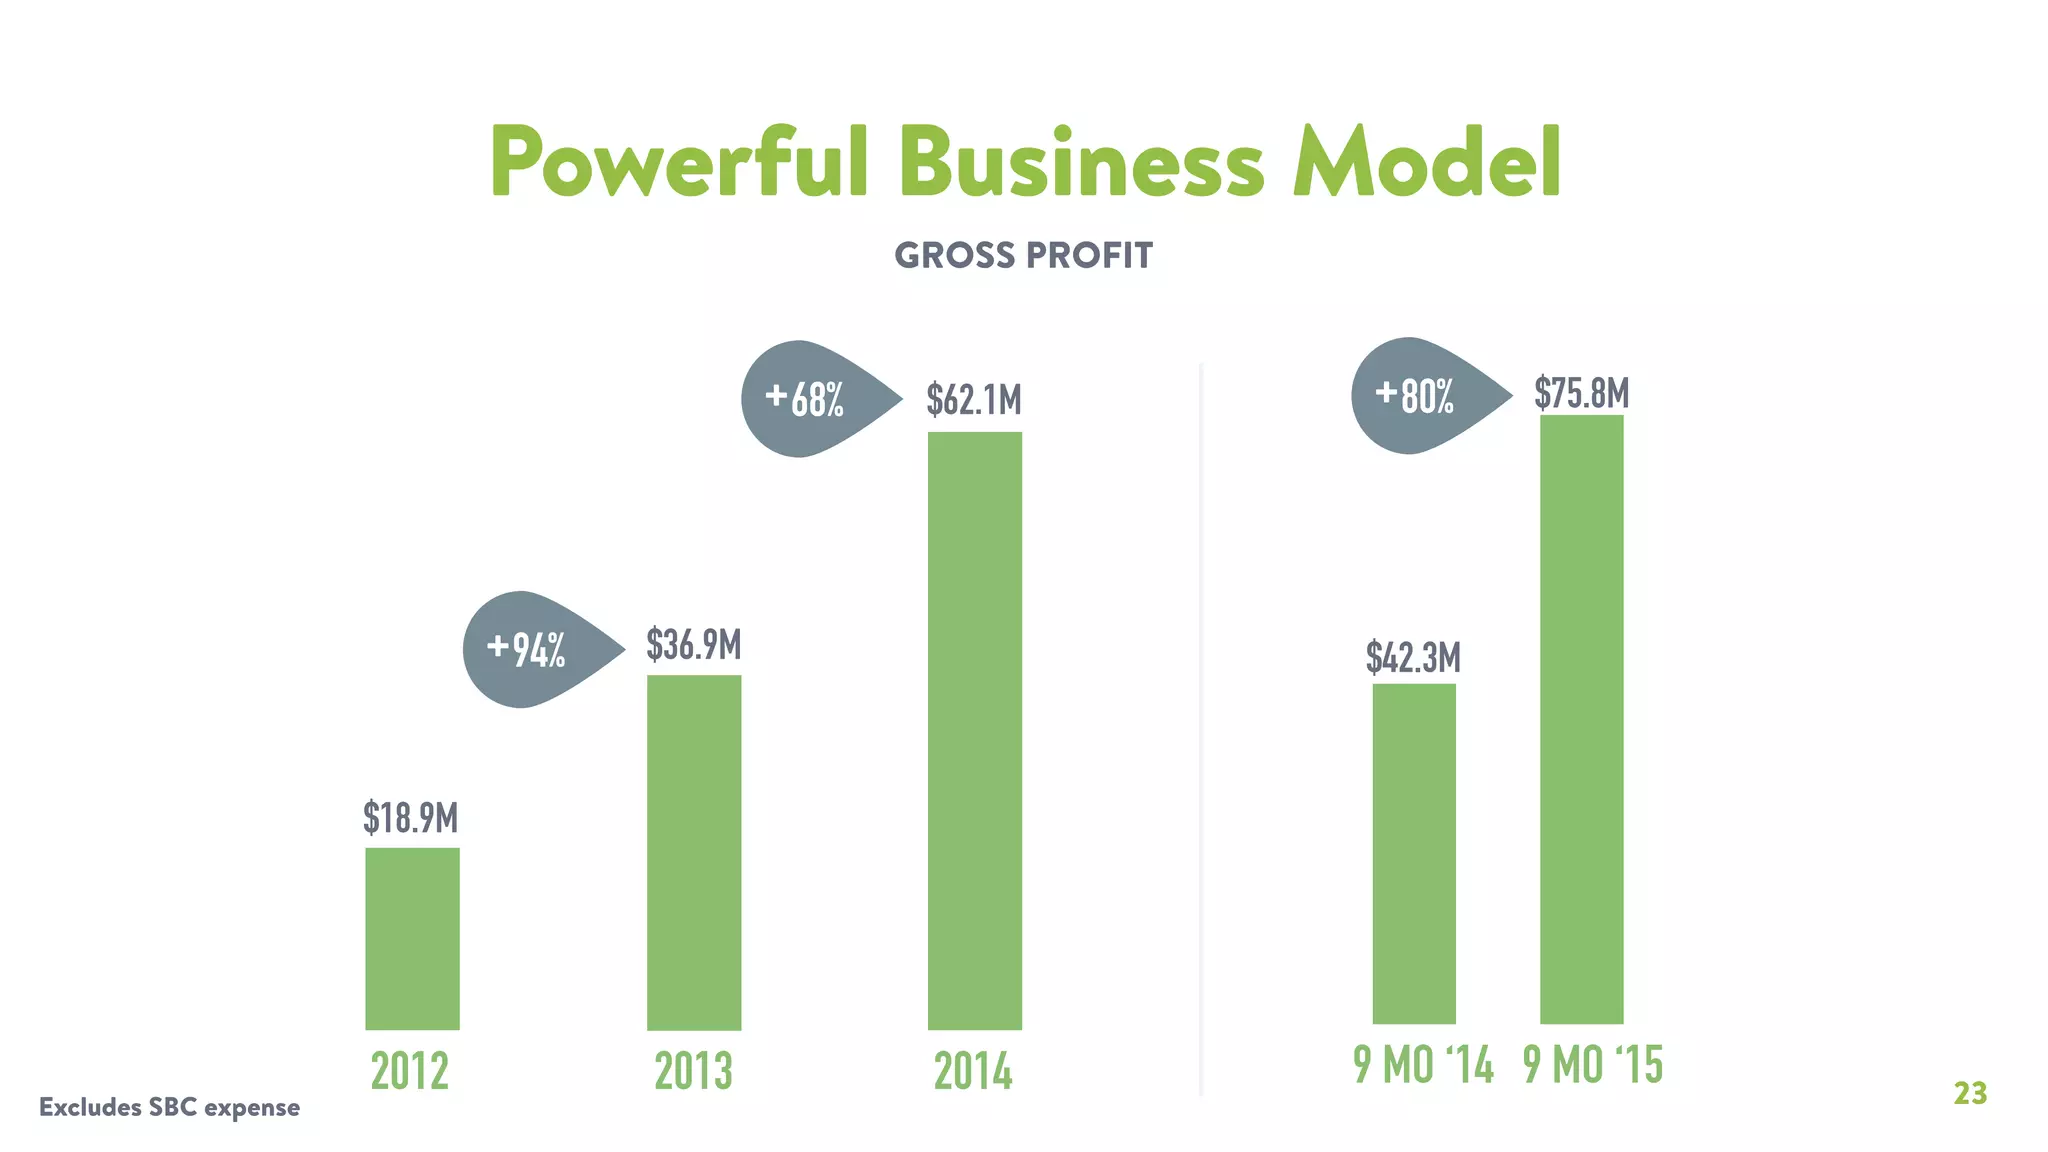 Powerful Business Model
GROSS PROFIT
+68%
$62.1M
+80%
$75.8M
+94%
$36.9M
$42.3M
$18.9M
2012
2013
2014
9 MO ‘14
9 MO ‘15
Excludes SBC expense
23